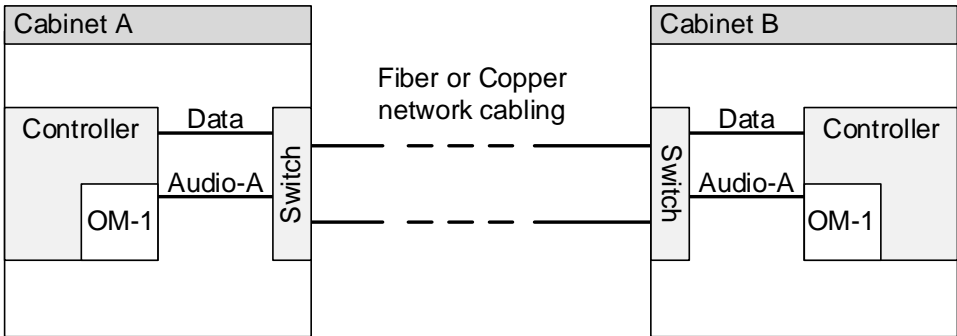 Cabinet A
Cabinet B
Fiber or Copper
network cabling
Controller
Data
Switch
Audio-A
OM-1
Switch
Data
Controller
Audio-A
OM-1